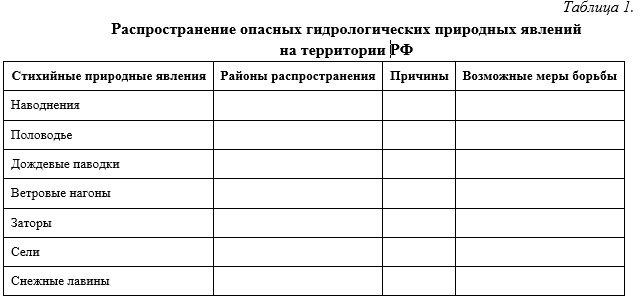 Таблица 1.
Распространение опасных гидрологических природных явлений
на территории РФ
Стихийные природные явления Районы распространения Причины Возможные меры борьбы
Наводнения
Половодье
Дождевые паводки
Ветровые нагоны
Заторы
Сели
Снежные лавины